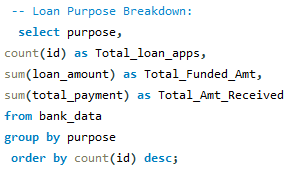 -- Loan Purpose Breakdown:
select purpose,
count(id) as Total_loan_apps,
sum(loan_amount) as Total_Funded_Amt,
sum(total_payment) as Total_Amt_Received
from bank_data
group by purpose
order by count(id) desc;